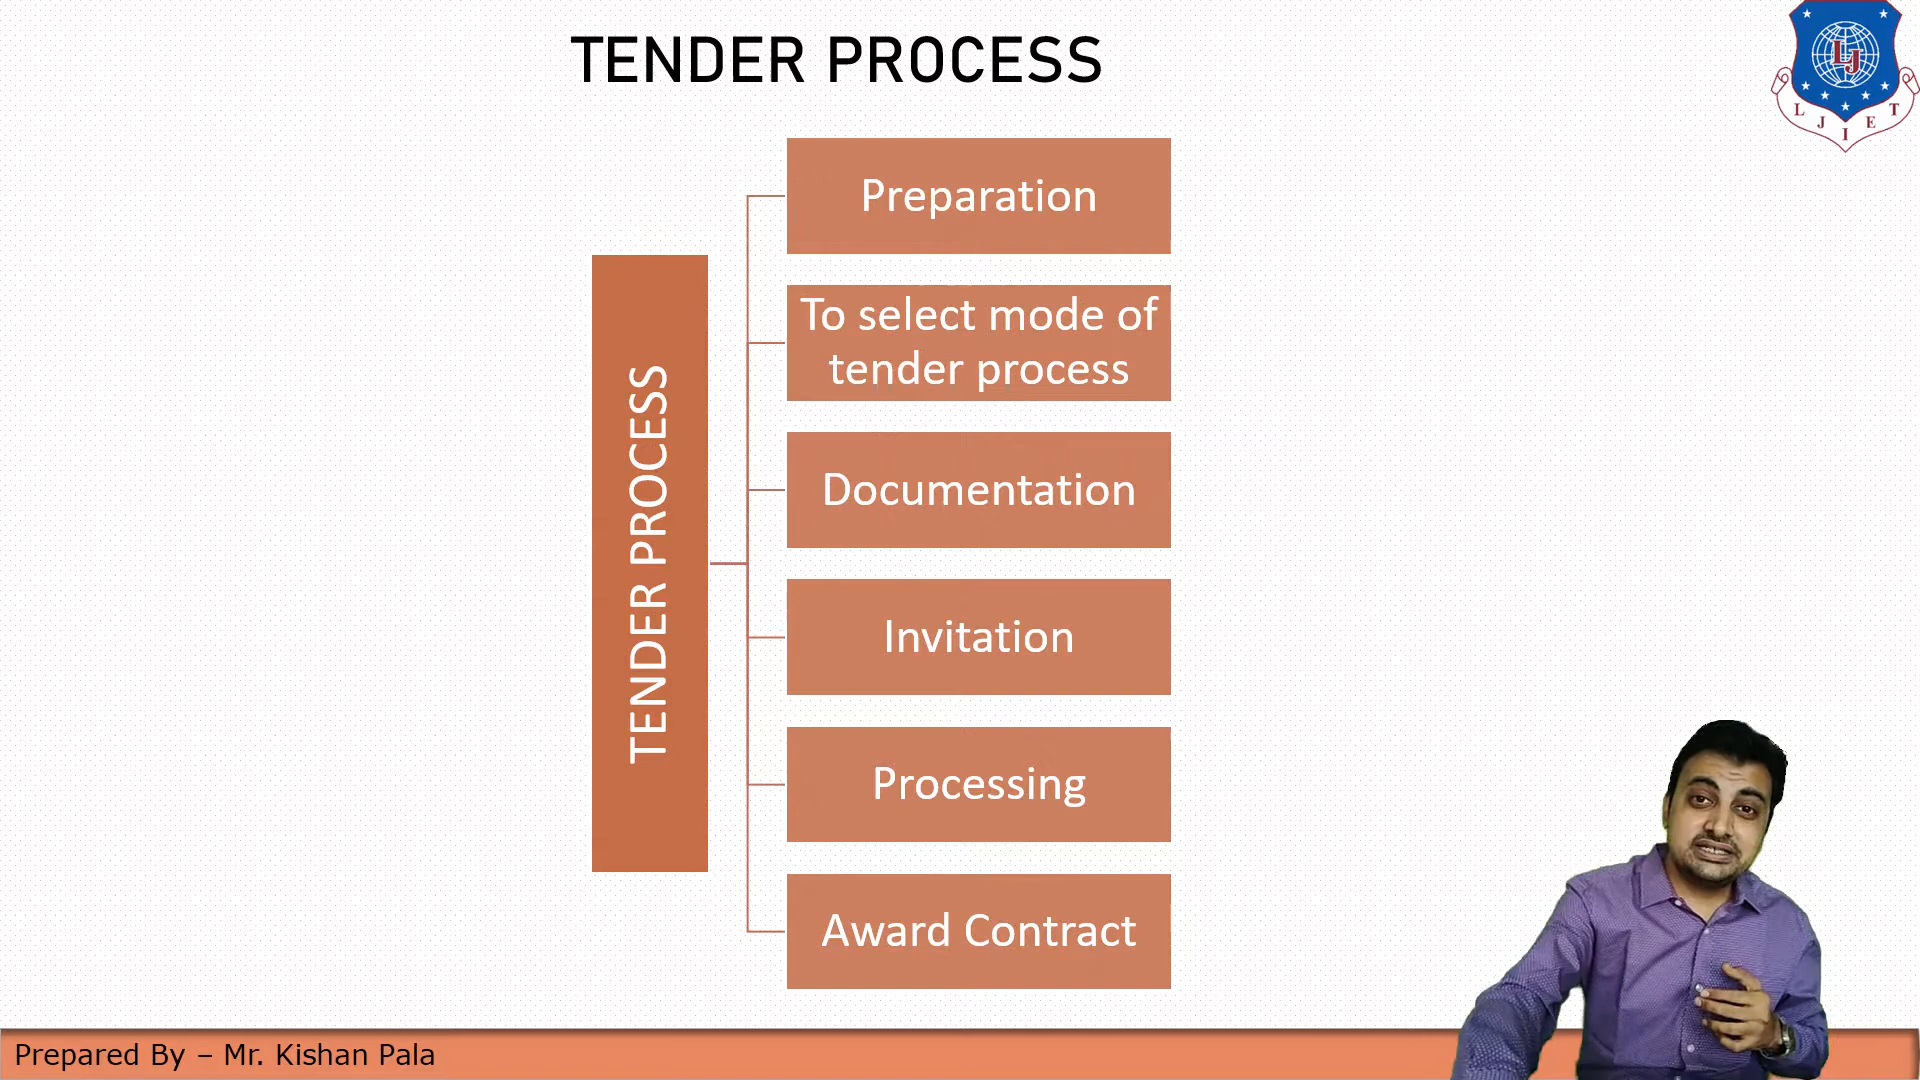 TENDER PROCESS
LJ
L J I E T
TENDER PROCESS
Preparation
To select mode of
tender process
Documentation
Invitation
Processing
Award Contract
Prepared By – Mr. Kishan Pala